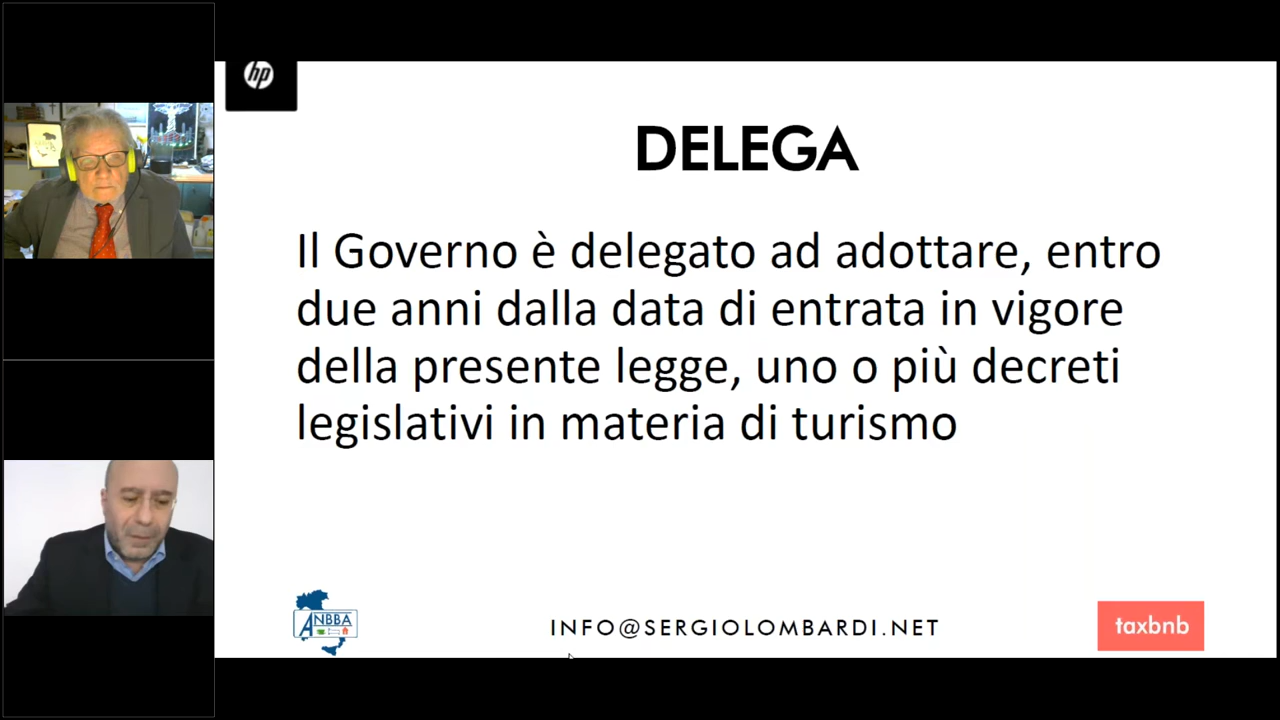 hp
DELEGA
Il Governo è delegato ad adottare, entro
due anni dalla data di entrata in vigore
della presente legge, uno o più decreti
legislativi in materia di turismo
ANBBA
INFO@SERGIOLOMBARDI.NET
taxbnb